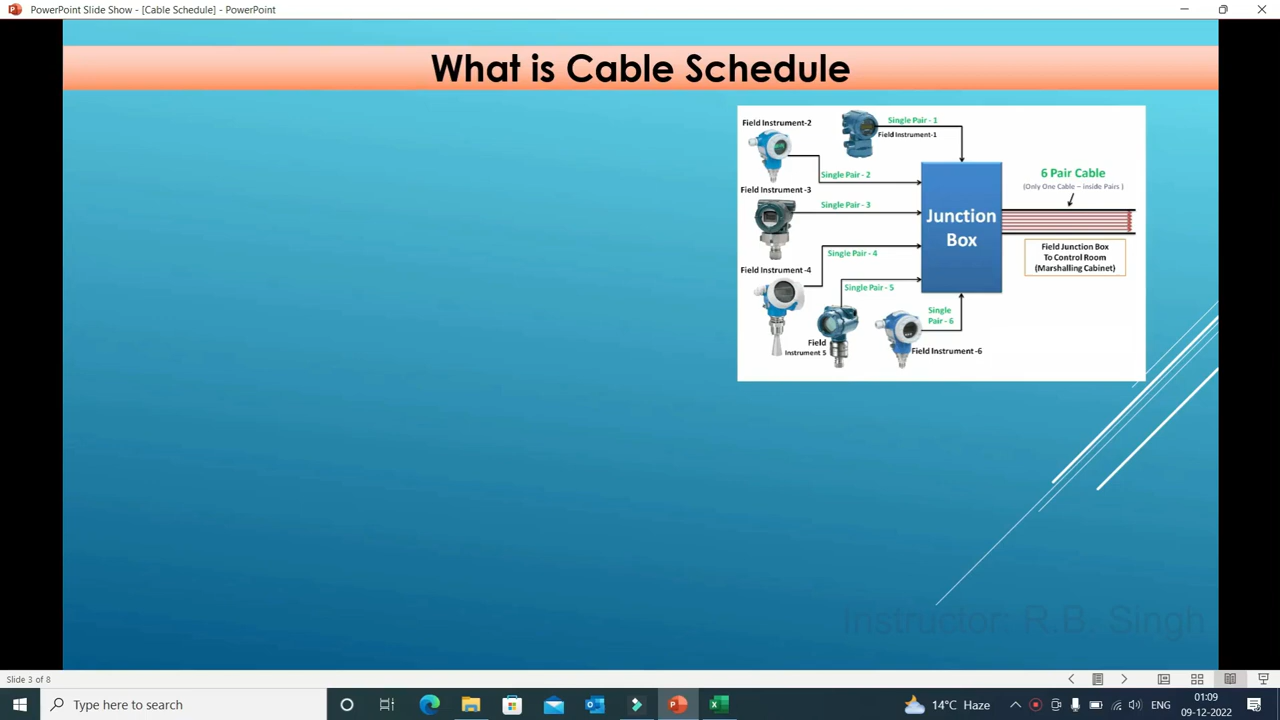 PowerPoint Slide Show - [Cable Schedule] - PowerPoint
What is Cable Schedule
Field Instrument-2
Single Pair - 1
Field Instrument-1
Single Pair - 2
Field Instrument -3
Single Pair - 3
Field Instrument-4
Single Pair - 4
Single Pair - 5
Field
Instrument 5
Single
Pair - 6
Field Instrument -6
Junction
Box
6 Pair Cable
(Only One Cable – inside Pairs )
Field Junction Box
To Control Room
(Marshalling Cabinet)
Instructor: R.B. Singh
Slide 3 of 8
Type here to search
14°C Haze
ENG
01:09
09-12-2022